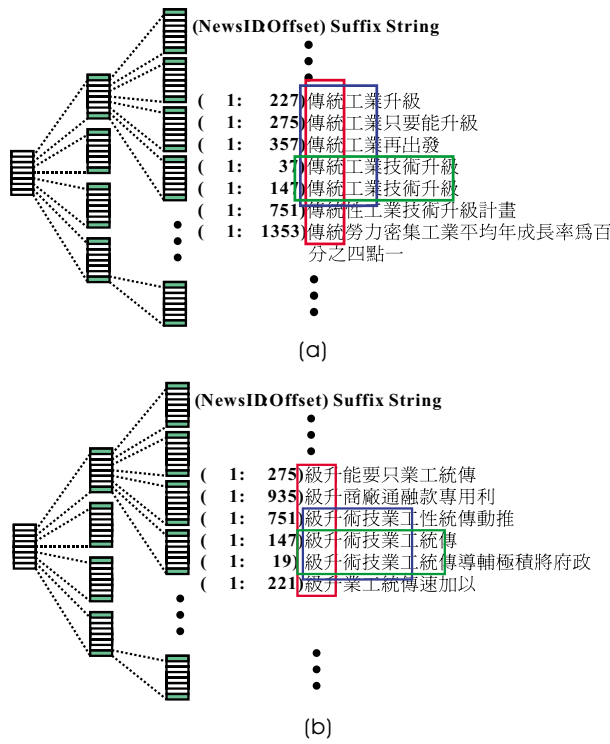 (NewsID:Offset) Suffix String
( 1: 227)傳統工業升級
( 1: 275)傳統工業只要能升級
( 1: 357)傳統工業再出發
( 1: 37)傳統工業技術升級
( 1: 147)傳統工業技術升級
( 1: 751)傳統性工業技術升級計畫
( 1: 1353)傳統勞力密集工業平均年成長率為百
分之四點一
(a)
(NewsID:Offset) Suffix String
( 1: 275)級升能要只業工統傳
( 1: 935)級升商廠通融款專用利
( 1: 751)級升術技業工性統傳動推
( 1: 147)級升術技業工統傳
( 1: 19)級升術技業工統傳導輔極積將府政
( 1: 221)級升業工統傳速加以
(b)